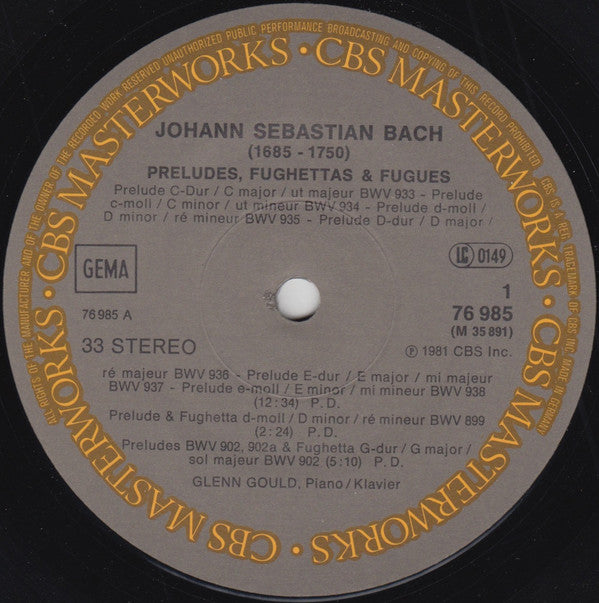 ALL RIGHTS OF THE MANUFACTURER AND OF THE OWNER OF THE RECORDED WORK RESERVED UNAUTHORIZED PUBLIC PERFORMANCE BROADCASTING AND COPYING OF THIS RECORD PROHIBITED. CBS IS A REG. TRADEMARK OF CBS INC. MADE IN GERMANY
CBS MASTERWORKS · CBS MASTERWORKS · CBS MASTERWORKS · CBS MASTERWORKS ·
JOHANN SEBASTIAN BACH
(1685 - 1750)
PRELUDES, FUGHETTAS & FUGUES
Prelude C-Dur / C major / ut majeur BWV 933 - Prelude
c-moll / C minor / ut mineur BWV 934 - Prelude d-moll /
D minor / ré mineur BWV 935 - Prelude D-dur / D major /
GEMA
LC 0149
76 985 A
1
76 985
(M 35 891)
33 STEREO
℗ 1981 CBS Inc.
ré majeur BWV 936 - Prelude E-dur / E major / mi majeur
BWV 937 - Prelude e-moll / E minor / mi mineur BWV 938
(12:34) P.D.
Prelude & Fughetta d-moll / D minor / ré mineur BWV 899
(2:24) P.D.
Preludes BWV 902, 902a & Fughetta G-dur / G major /
sol majeur BWV 902 (5:10) P.D.
GLENN GOULD, Piano/Klavier